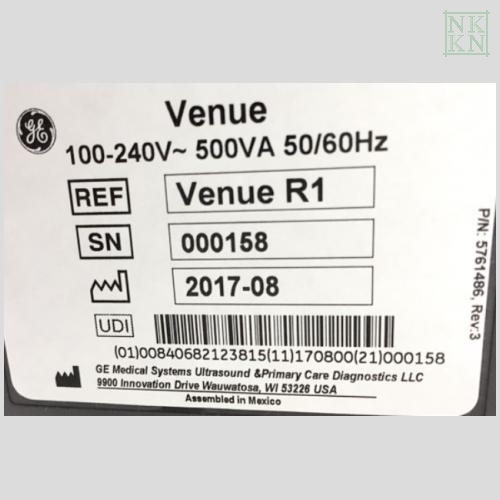 NK
KN
GE
Venue
100-240V~ 500VA 50/60Hz
REF Venue R1
SN 000158
2017-08
UDI
(01)00840682123815(11)170800(21)000158
GE Medical Systems Ultrasound &Primary Care Diagnostics LLC
9900 Innovation Drive Wauwatosa, WI 53226 USA
Assembled in Mexico
P/N: 5761486, Rev:3